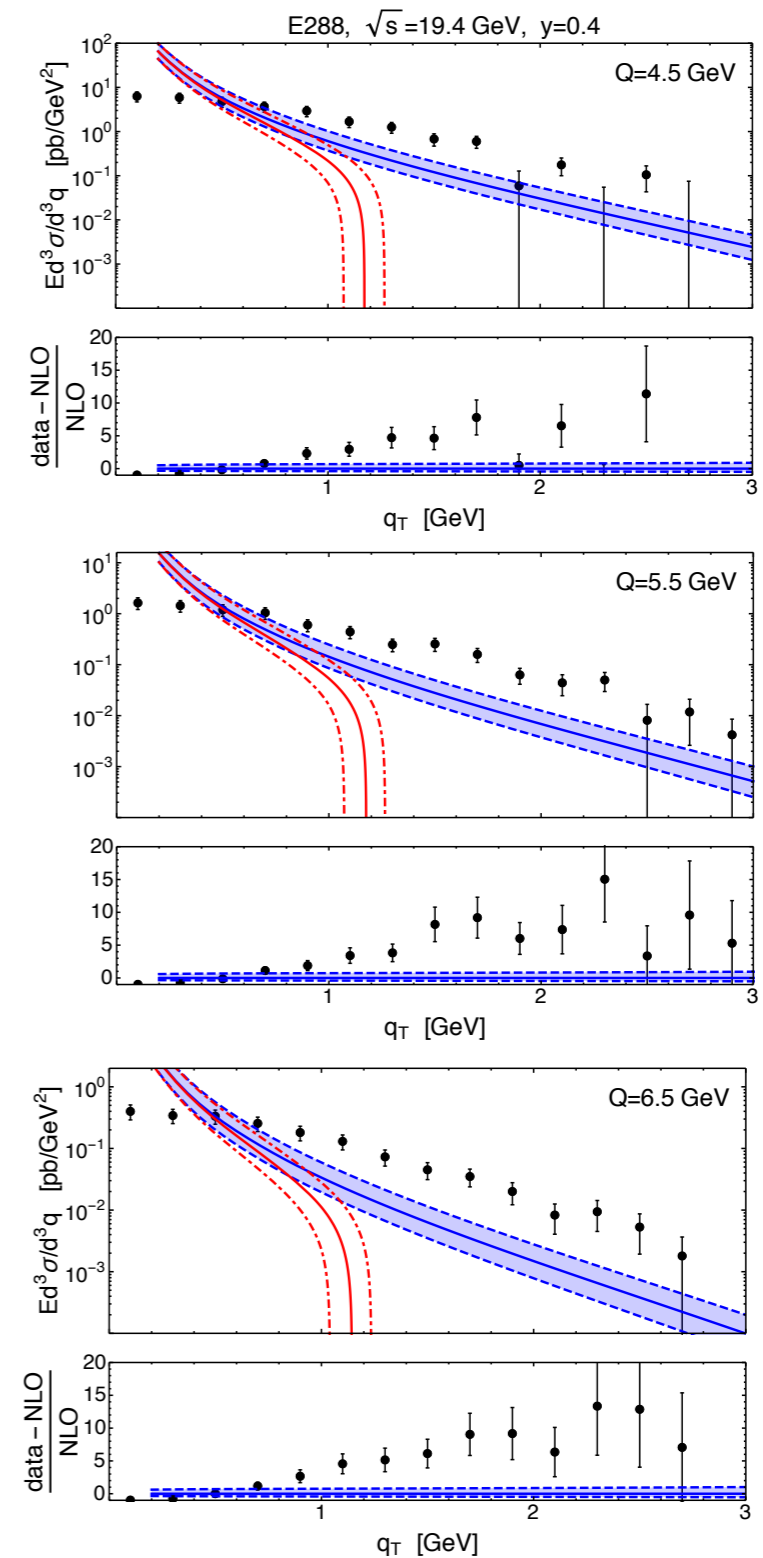 E288, √s =19.4 GeV, y=0.4
Q=4.5 GeV
Ed³σ/d³q [pb/GeV²]
10²
10¹
10⁰
10⁻¹
10⁻²
10⁻³
data – NLO
NLO
20
15
10
5
0
1 2 3
q_T [GeV]
Q=5.5 GeV
10¹
10⁰
10⁻¹
10⁻²
10⁻³
20
15
10
5
0
1 2 3
q_T [GeV]
Q=6.5 GeV
Ed³σ/d³q [pb/GeV²]
10⁰
10⁻¹
10⁻²
10⁻³
data – NLO
NLO
20
15
10
5
0
1 2 3
q_T [GeV]